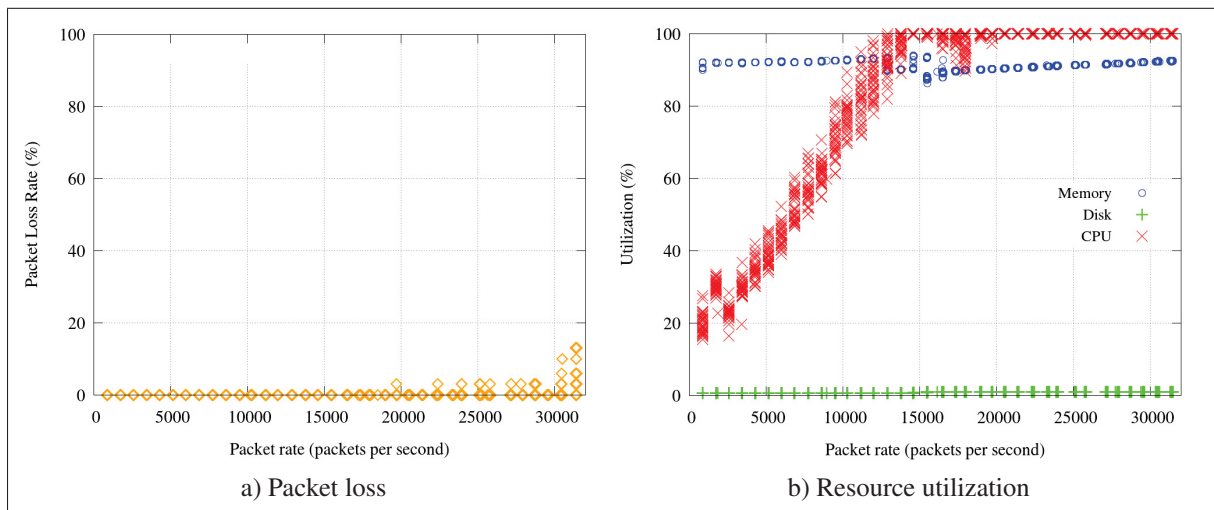 100
80
60
40
20
0
Packet Loss Rate (%)
0 5000 10000 15000 20000 25000 30000
Packet rate (packets per second)
a) Packet loss
100
80
60
40
20
0
Utilization (%)
Memory
Disk
CPU
0 5000 10000 15000 20000 25000 30000
Packet rate (packets per second)
b) Resource utilization